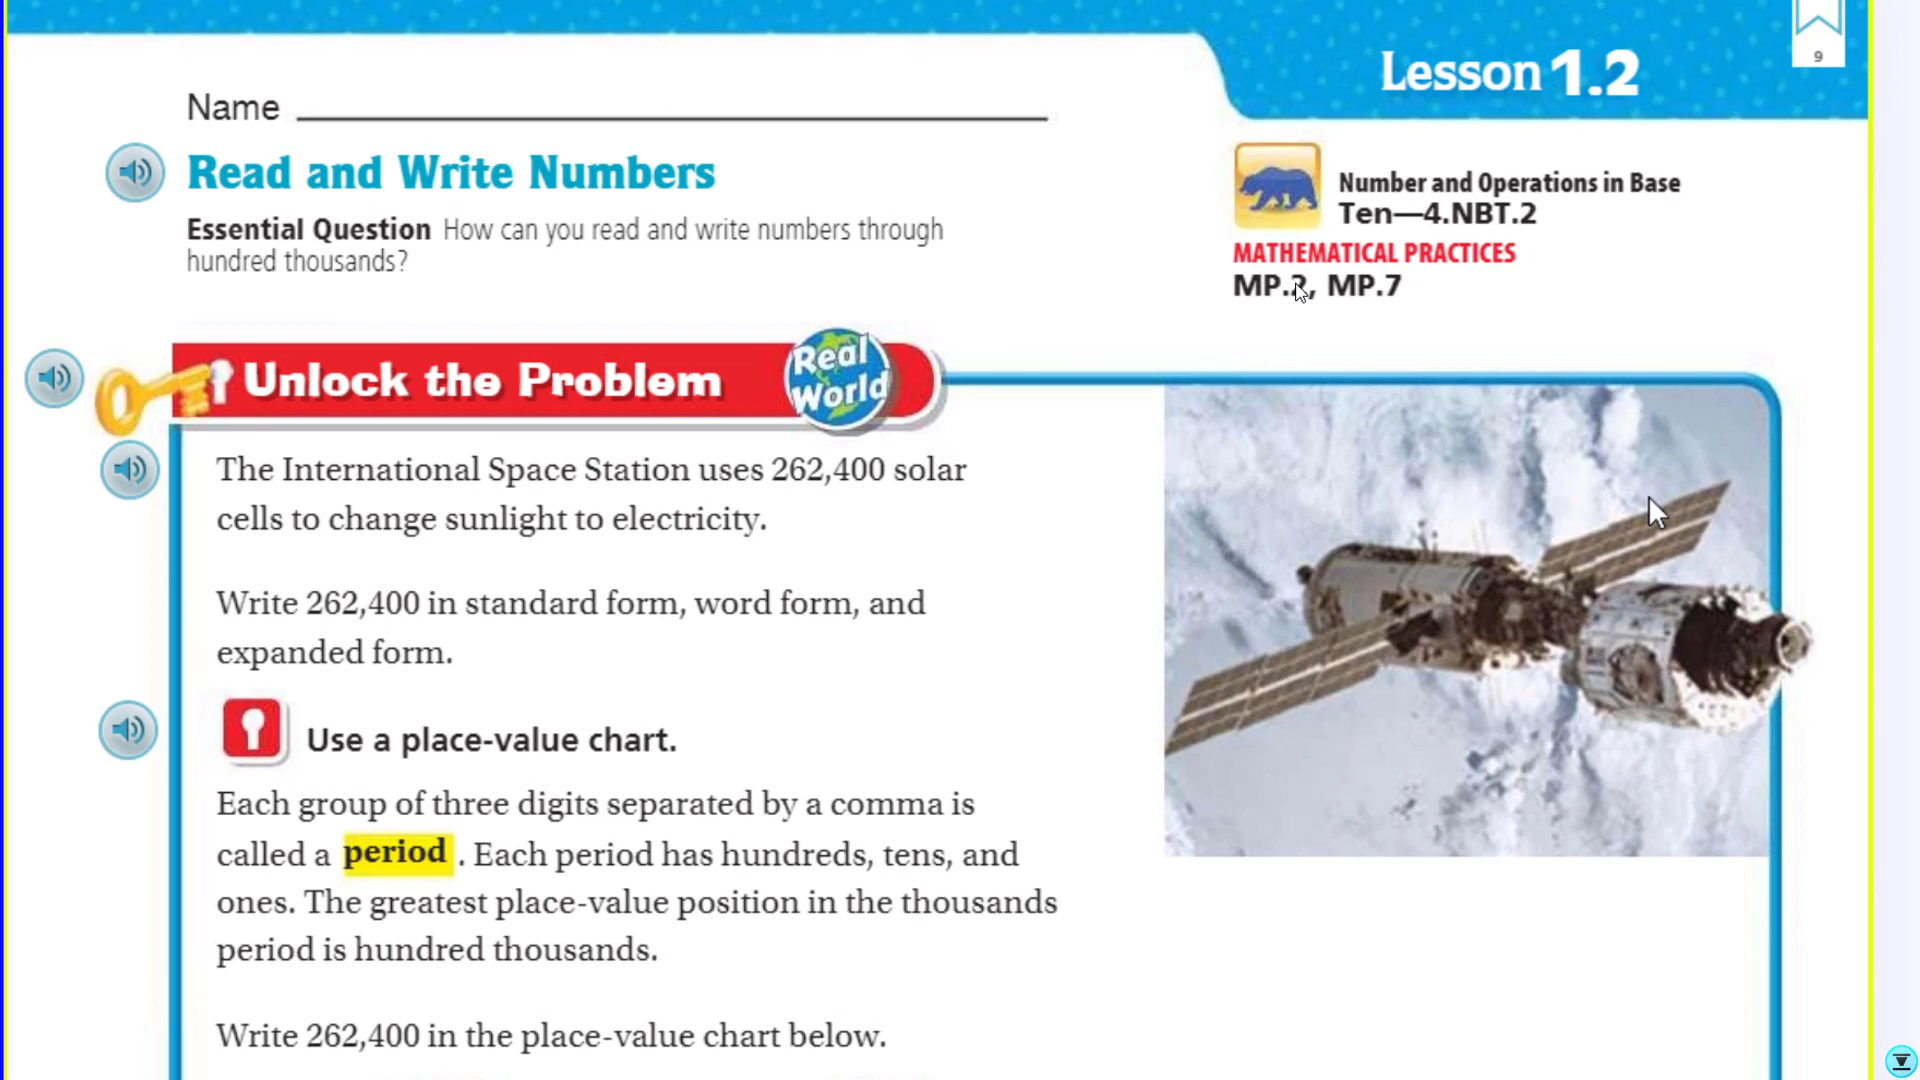 9
Lesson 1.2
Name
Read and Write Numbers
Essential Question How can you read and write numbers through
hundred thousands?
Number and Operations in Base
Ten—4.NBT.2
MATHEMATICAL PRACTICES
MP.2, MP.7
Unlock the Problem
Real
World
The International Space Station uses 262,400 solar
cells to change sunlight to electricity.
Write 262,400 in standard form, word form, and
expanded form.
Use a place-value chart.
Each group of three digits separated by a comma is
called a period . Each period has hundreds, tens, and
ones. The greatest place-value position in the thousands
period is hundred thousands.
Write 262,400 in the place-value chart below.